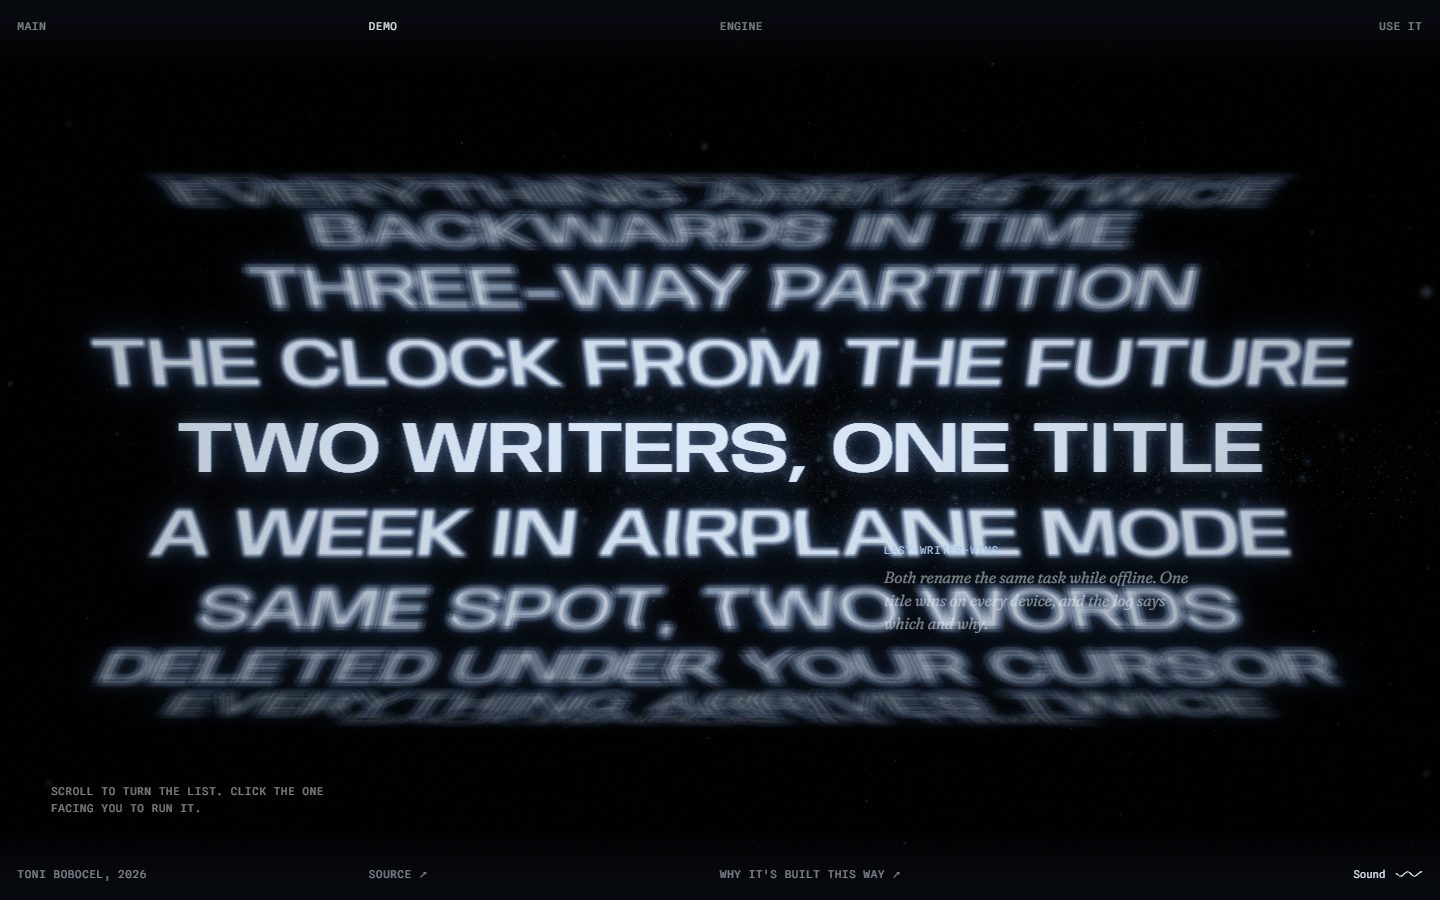 MAIN
DEMO
ENGINE
USE IT
EVERYTHING ARRIVES TWICE
BACKWARDS IN TIME
THREE-WAY PARTITION
THE CLOCK FROM THE FUTURE
TWO WRITERS, ONE TITLE
A WEEK IN AIRPLANE MODE
LAST-WRITER-WINS
Both rename the same task while offline. One
title wins on every device, and the log says
which and why.
SAME SPOT, TWO WORDS
DELETED UNDER YOUR CURSOR
EVERYTHING ARRIVES TWICE
SCROLL TO TURN THE LIST. CLICK THE ONE
FACING YOU TO RUN IT.
TONI BOBOCEL, 2026
SOURCE ↗
WHY IT'S BUILT THIS WAY ↗
Sound